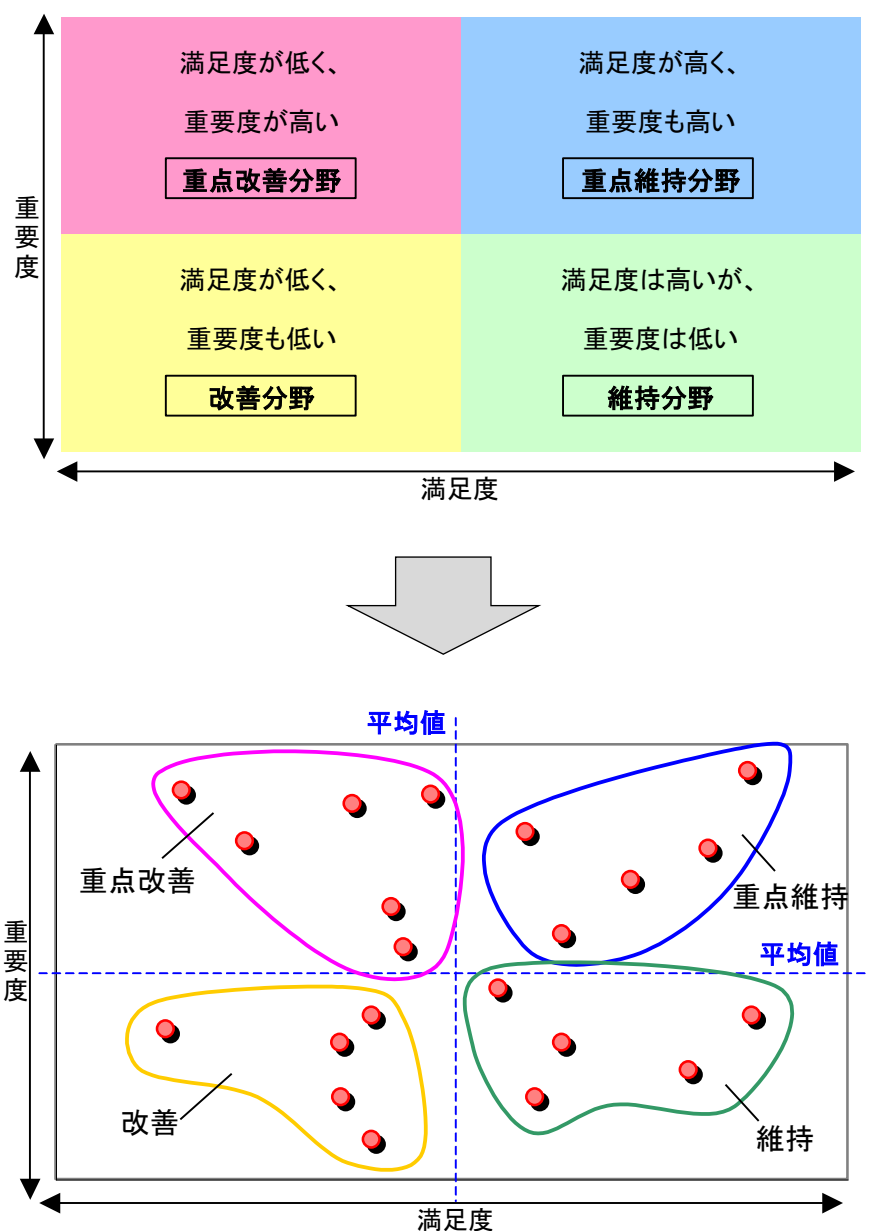 満足度が低く、
重要度が高い
重点改善分野
満足度が高く、
重要度も高い
重点維持分野
重要度
満足度が低く、
重要度も低い
改善分野
満足度は高いが、
重要度は低い
維持分野
満足度
平均値
重点改善
重点維持
重要度
平均値
改善
維持
満足度